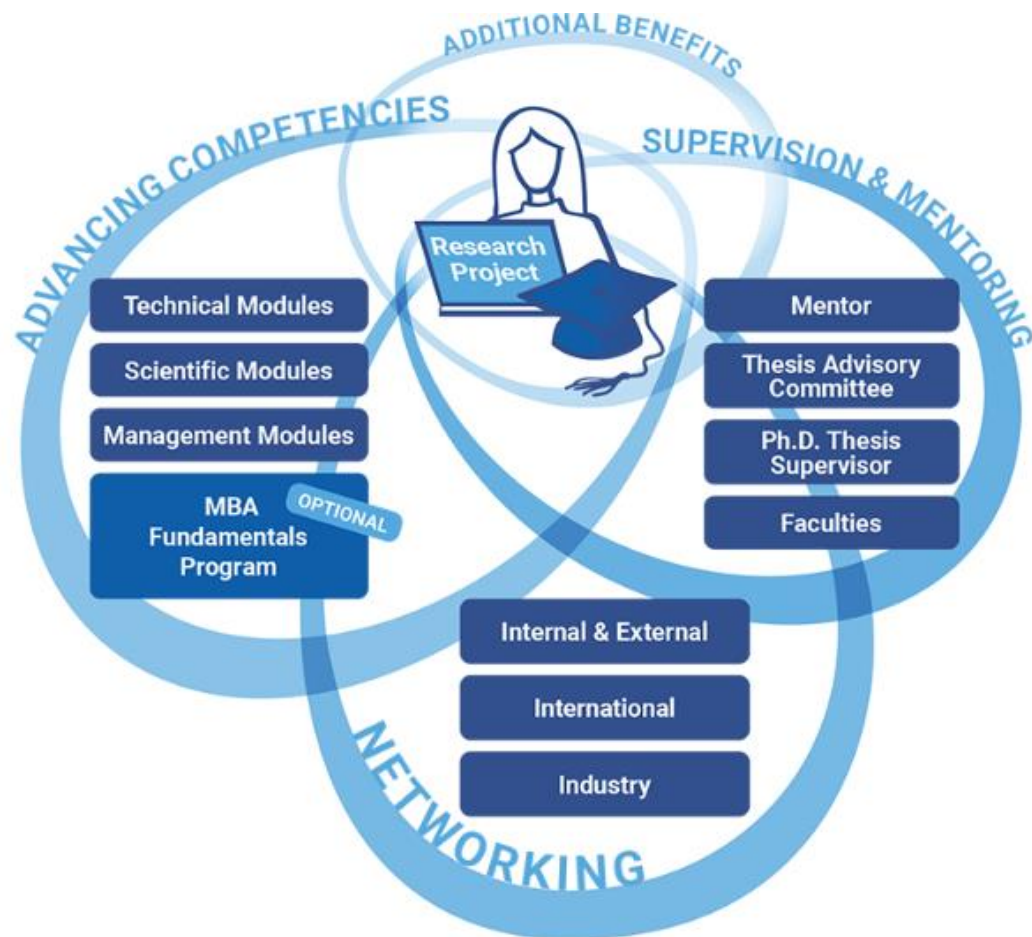 ADDITIONAL BENEFITS
ADVANCING COMPETENCIES
SUPERVISION & MENTORING
Research
Project
Technical Modules
Scientific Modules
Management Modules
MBA
Fundamentals
Program
OPTIONAL
Mentor
Thesis Advisory
Committee
Ph.D. Thesis
Supervisor
Faculties
Internal & External
International
Industry
NETWORKING